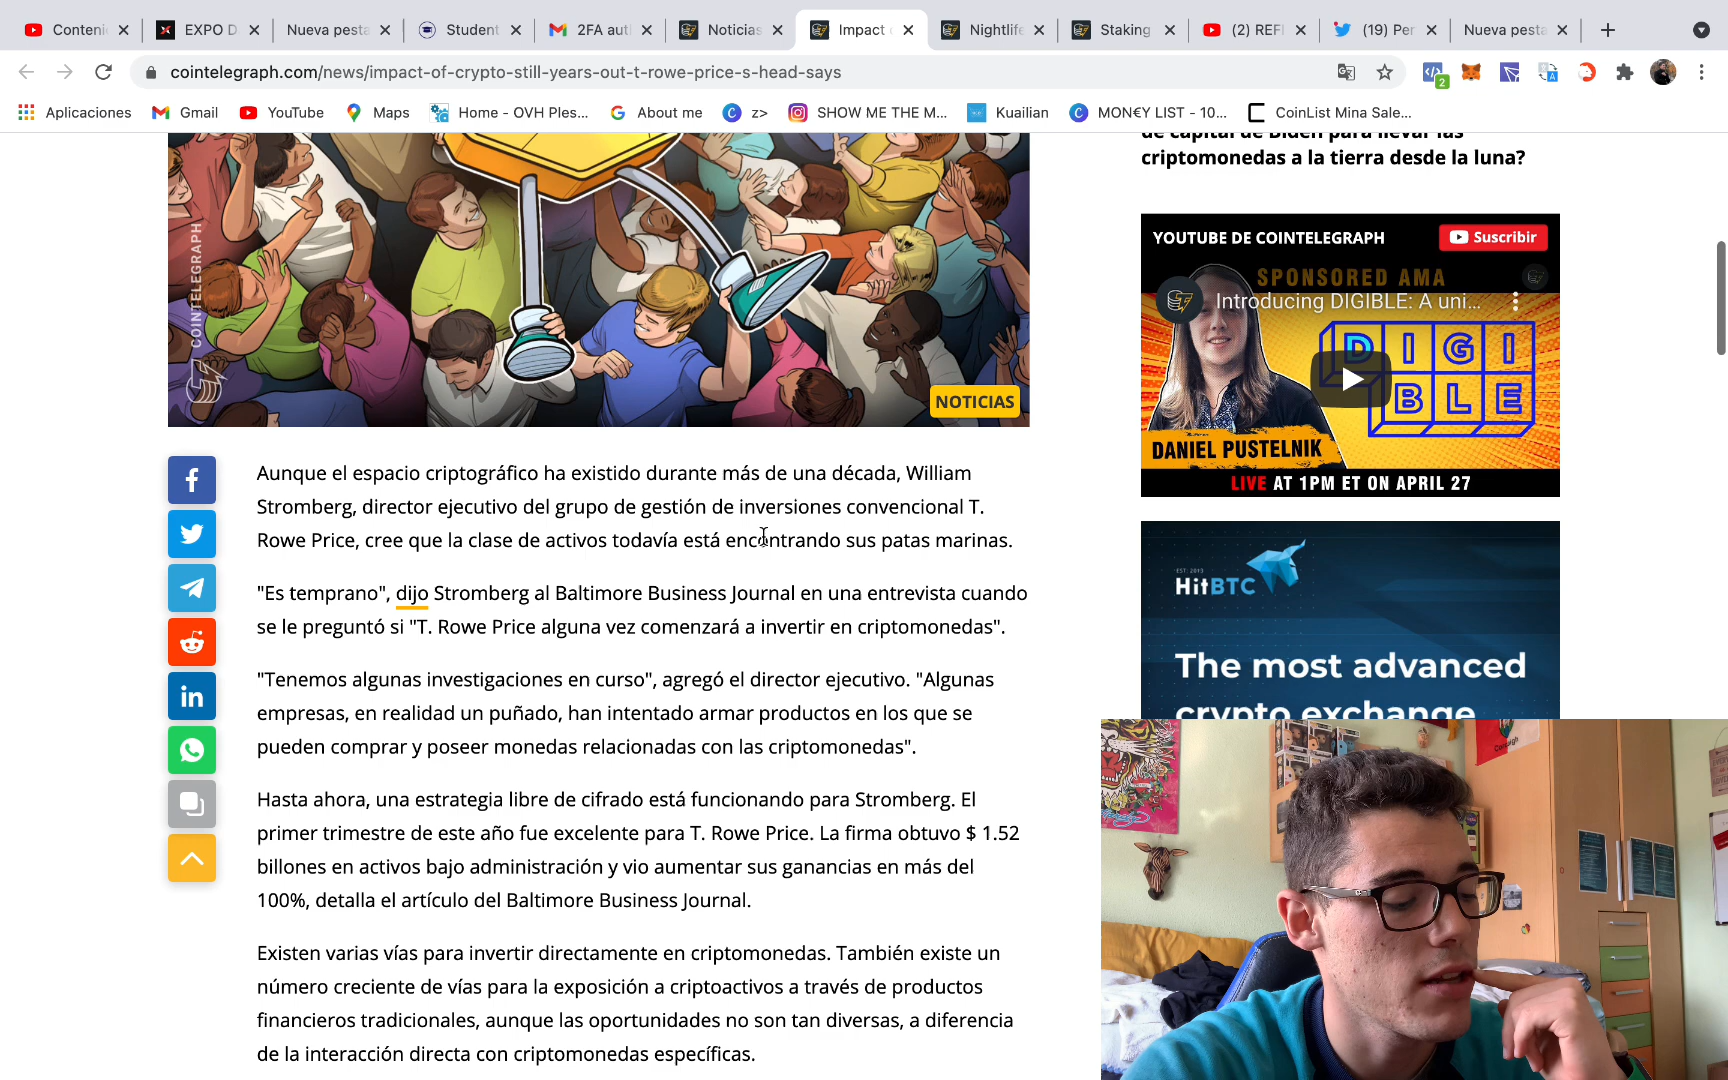 Conteni
EXPO D
Nueva pesta
Student
2FA aut
Noticias
Impact
Nightlife
Staking
(2) REFL
(19) Per
Nueva pesta
cointelegraph.com/news/impact-of-crypto-still-years-out-t-rowe-price-s-head-says
2
Aplicaciones
Gmail
YouTube
Maps
Home - OVH Ples...
About me
z>
SHOW ME THE M...
Kuailian
MON€Y LIST - 10...
CoinList Mina Sale...
COINTELEGRAPH
NOTICIAS
Aunque el espacio criptográfico ha existido durante más de una década, William
Stromberg, director ejecutivo del grupo de gestión de inversiones convencional T.
Rowe Price, cree que la clase de activos todavía está encontrando sus patas marinas.
"Es temprano", dijo Stromberg al Baltimore Business Journal en una entrevista cuando
se le preguntó si "T. Rowe Price alguna vez comenzará a invertir en criptomonedas".
"Tenemos algunas investigaciones en curso", agregó el director ejecutivo. "Algunas
empresas, en realidad un puñado, han intentado armar productos en los que se
pueden comprar y poseer monedas relacionadas con las criptomonedas".
Hasta ahora, una estrategia libre de cifrado está funcionando para Stromberg. El
primer trimestre de este año fue excelente para T. Rowe Price. La firma obtuvo $ 1.52
billones en activos bajo administración y vio aumentar sus ganancias en más del
100%, detalla el artículo del Baltimore Business Journal.
Existen varias vías para invertir directamente en criptomonedas. También existe un
número creciente de vías para la exposición a criptoactivos a través de productos
financieros tradicionales, aunque las oportunidades no son tan diversas, a diferencia
de la interacción directa con criptomonedas específicas.
de capital de Biden para llevar las
criptomonedas a la tierra desde la luna?
YOUTUBE DE COINTELEGRAPH
Suscribir
SPONSORED AMA
Introducing DIGIBLE: A uni...
DIGI
BLE
DANIEL PUSTELNIK
LIVE AT 1PM ET ON APRIL 27
EST. 2013
HitBTC
The most advanced
crypto exchange